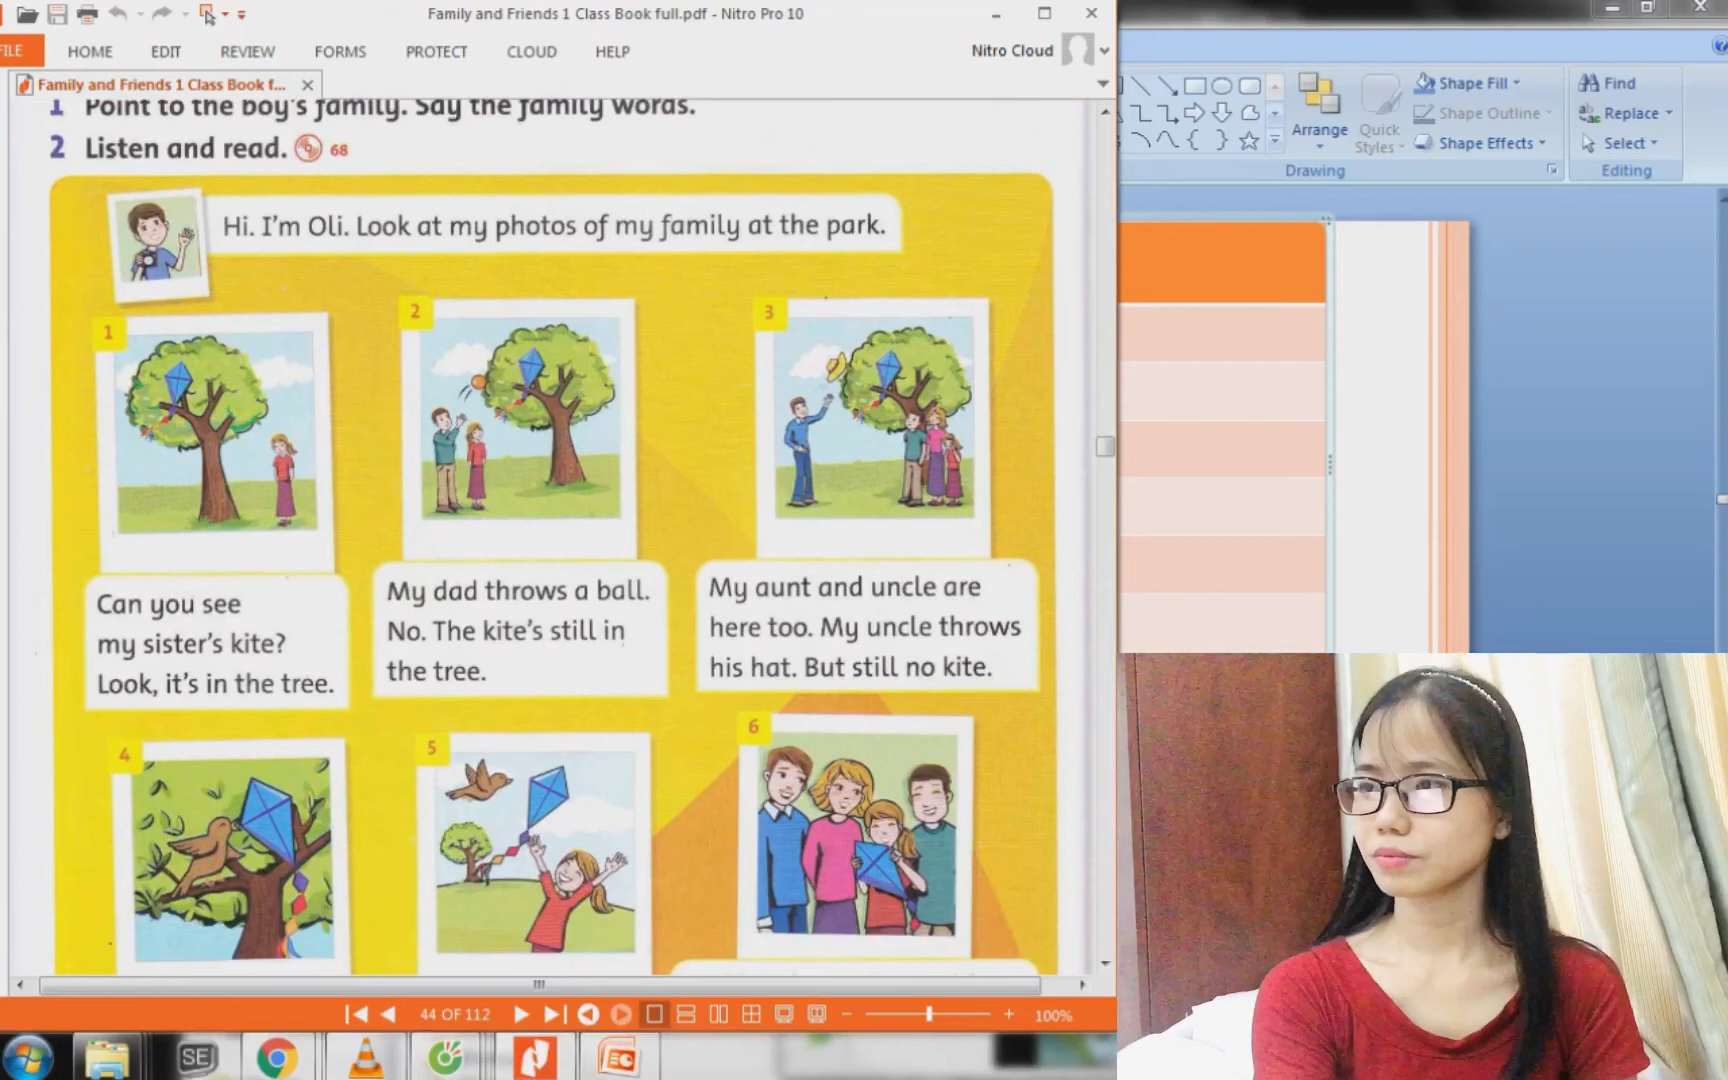 Family and Friends 1 Class Book full.pdf - Nitro Pro 10
FILE
HOME
EDIT
REVIEW
FORMS
PROTECT
CLOUD
HELP
Nitro Cloud
Family and Friends 1 Class Book f...
1 Point to the boy's family. Say the family words.
2 Listen and read. 68
Hi. I'm Oli. Look at my photos of my family at the park.
1
2
3
Can you see
my sister's kite?
Look, it's in the tree.
My dad throws a ball.
No. The kite's still in
the tree.
My aunt and uncle are
here too. My uncle throws
his hat. But still no kite.
4
5
6
44 OF 112
100%
SE
Arrange
Quick
Styles
Shape Fill
Shape Outline
Shape Effects
Drawing
Find
Replace
Select
Editing